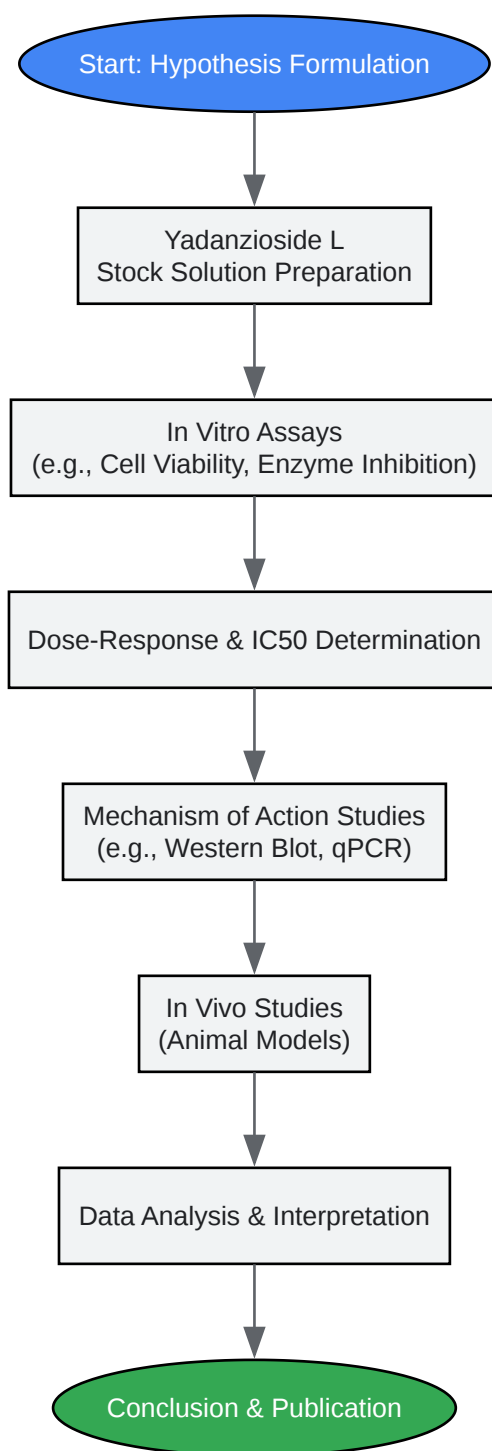 Start: Hypothesis Formulation
Yadanzioside L
Stock Solution Preparation
In Vitro Assays
(e.g., Cell Viability, Enzyme Inhibition)
Dose-Response & IC50 Determination
Mechanism of Action Studies
(e.g., Western Blot, qPCR)
In Vivo Studies
(Animal Models)
Data Analysis & Interpretation
Conclusion & Publication